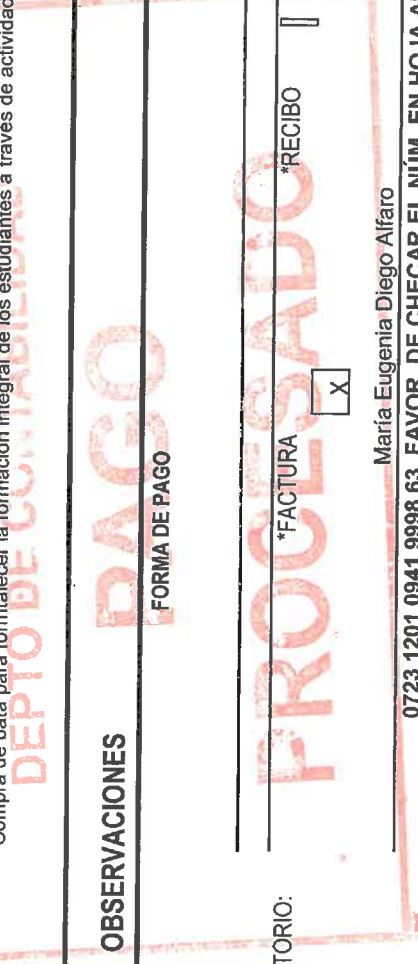 Compra de bata para formtalecer la formación integral de los estudiantes a través de actividad
DEPTO DE CONTABILIDAD
OBSERVACIONES
PAGO
FORMA DE PAGO
PROCESADO
TORIO:
*FACTURA
*RECIBO
X
María Eugenia Diego Alfaro
0723 1201 0941 9998 63 FAVOR DE CHECAR EL NÚM. EN HOJA